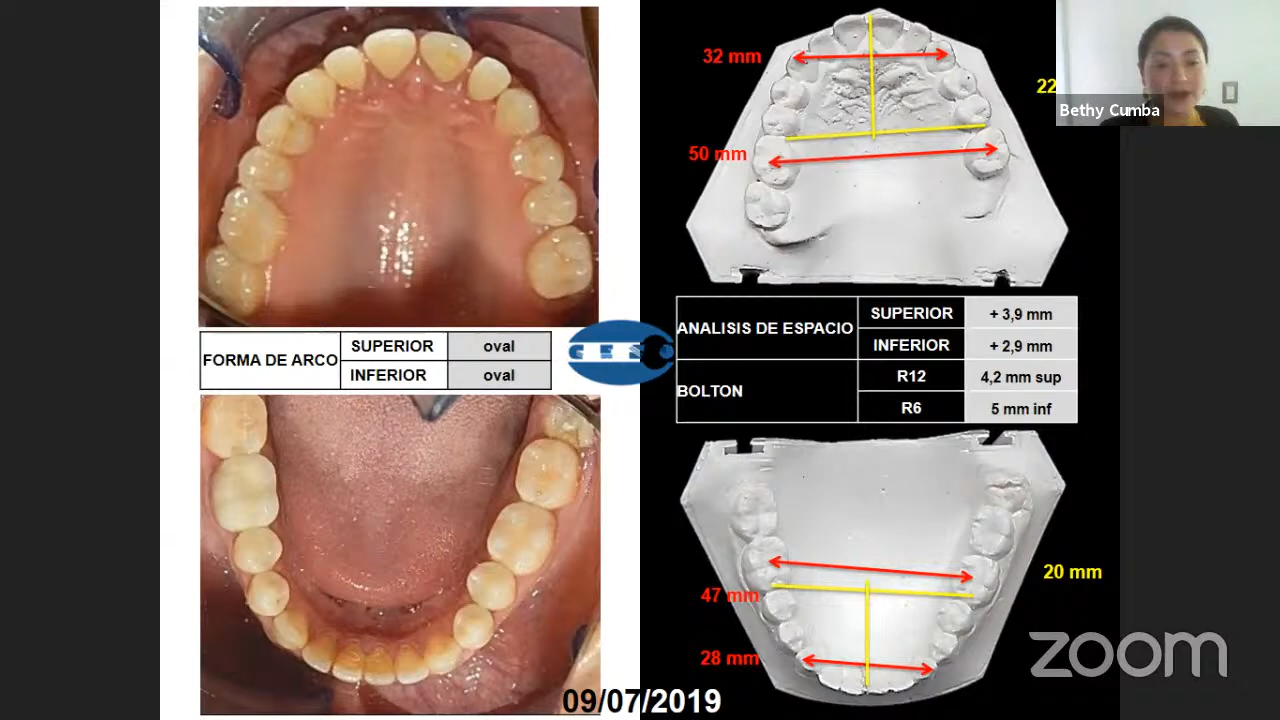 32 mm
22
50 mm
Bethy Cumba
FORMA DE ARCO
SUPERIOR
oval
INFERIOR
oval
ANALISIS DE ESPACIO
SUPERIOR
+ 3,9 mm
INFERIOR
+ 2,9 mm
BOLTON
R12
4,2 mm sup
R6
5 mm inf
20 mm
47 mm
28 mm
09/07/2019
zoom